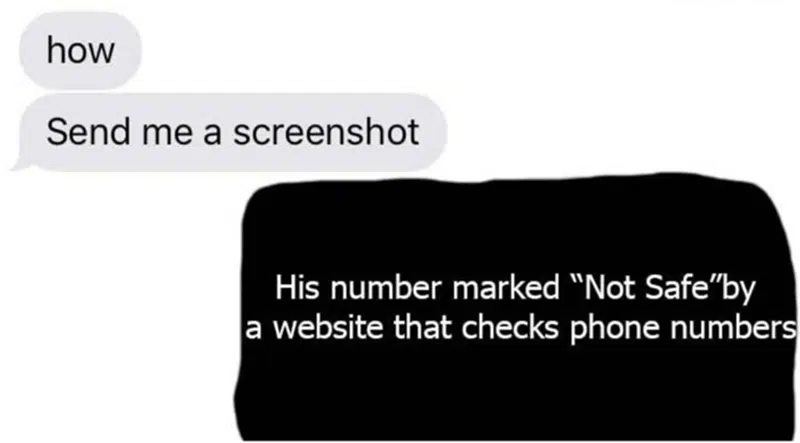 how
Send me a screenshot
His number marked “Not Safe”by
a website that checks phone numbers